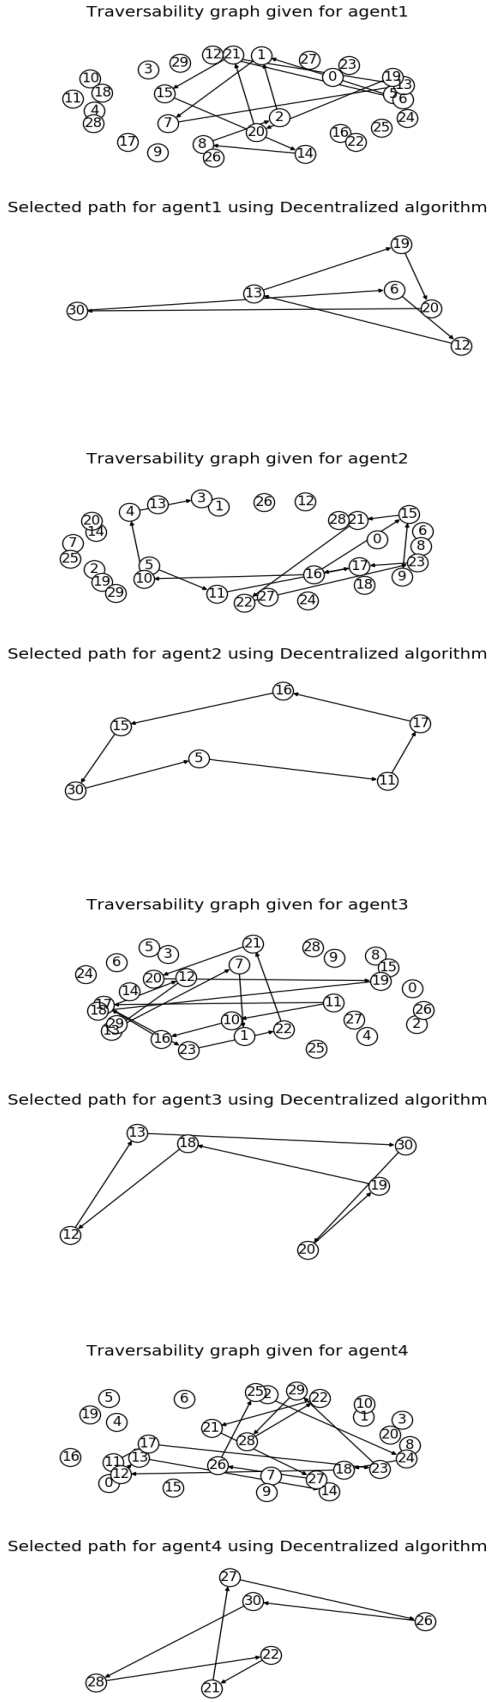 Traversability graph given for agent1
12 21 1 27 23
29 3 0 19
10 13
11 18 15 5 6
4 2 24
28 7 20 16 25
17 8 22
9 26 14
Selected path for agent1 using Decentralized algorithm
19
13 6
30 20
12
Traversability graph given for agent2
3 26 12
4 13 1 15
20 28 21 6
14 0
7 8
25 5 17 23
2 10 16 9
19 18
29 11 22 27 24
Selected path for agent2 using Decentralized algorithm
16
15 17
5
30 11
Traversability graph given for agent3
5 21 28
6 3 7 9 8
24 20 12 15
14 19 0
17 11
18 10 27 26
29 22 2
13 16 1 4
23 25
Selected path for agent3 using Decentralized algorithm
13 18 30
19
12 20
Traversability graph given for agent4
5 6 25 2 29 22 10
19 4 1 3
21 20
17 28 8
16 11 13 26 24
12 7 18 23
0 15 9 27 14
Selected path for agent4 using Decentralized algorithm
27
30 26
22
28 21